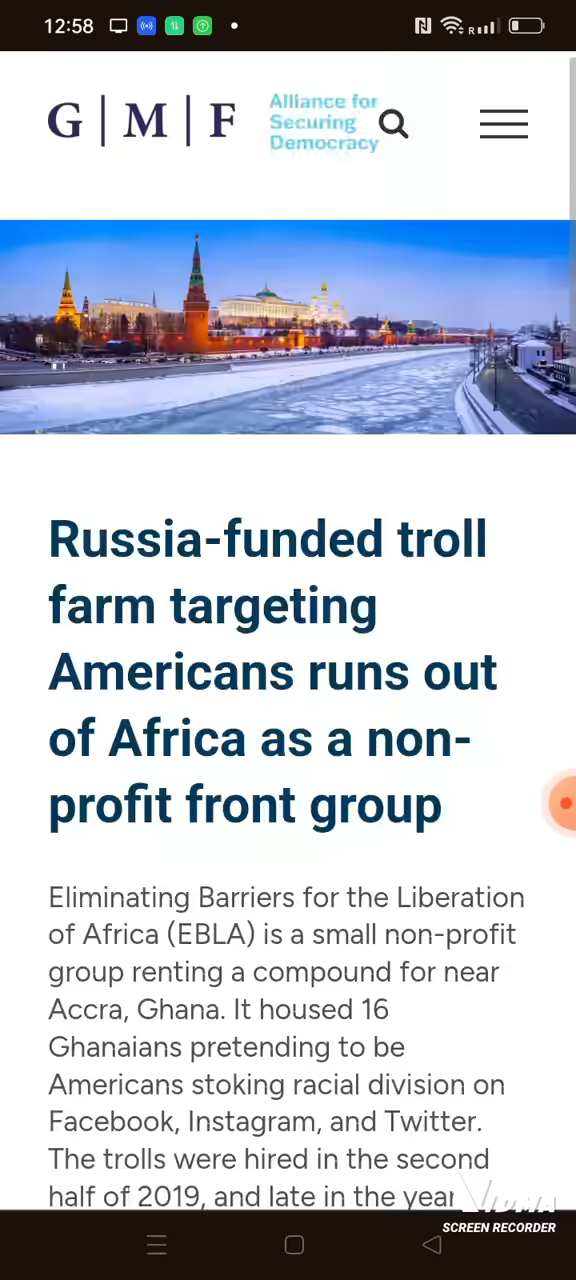 12:58
G | M | F
Alliance for
Securing
Democracy
Russia-funded troll
farm targeting
Americans runs out
of Africa as a non-
profit front group
Eliminating Barriers for the Liberation
of Africa (EBLA) is a small non-profit
group renting a compound for near
Accra, Ghana. It housed 16
Ghanaians pretending to be
Americans stoking racial division on
Facebook, Instagram, and Twitter.
The trolls were hired in the second
half of 2019, and late in the year
VIDMA
SCREEN RECORDER